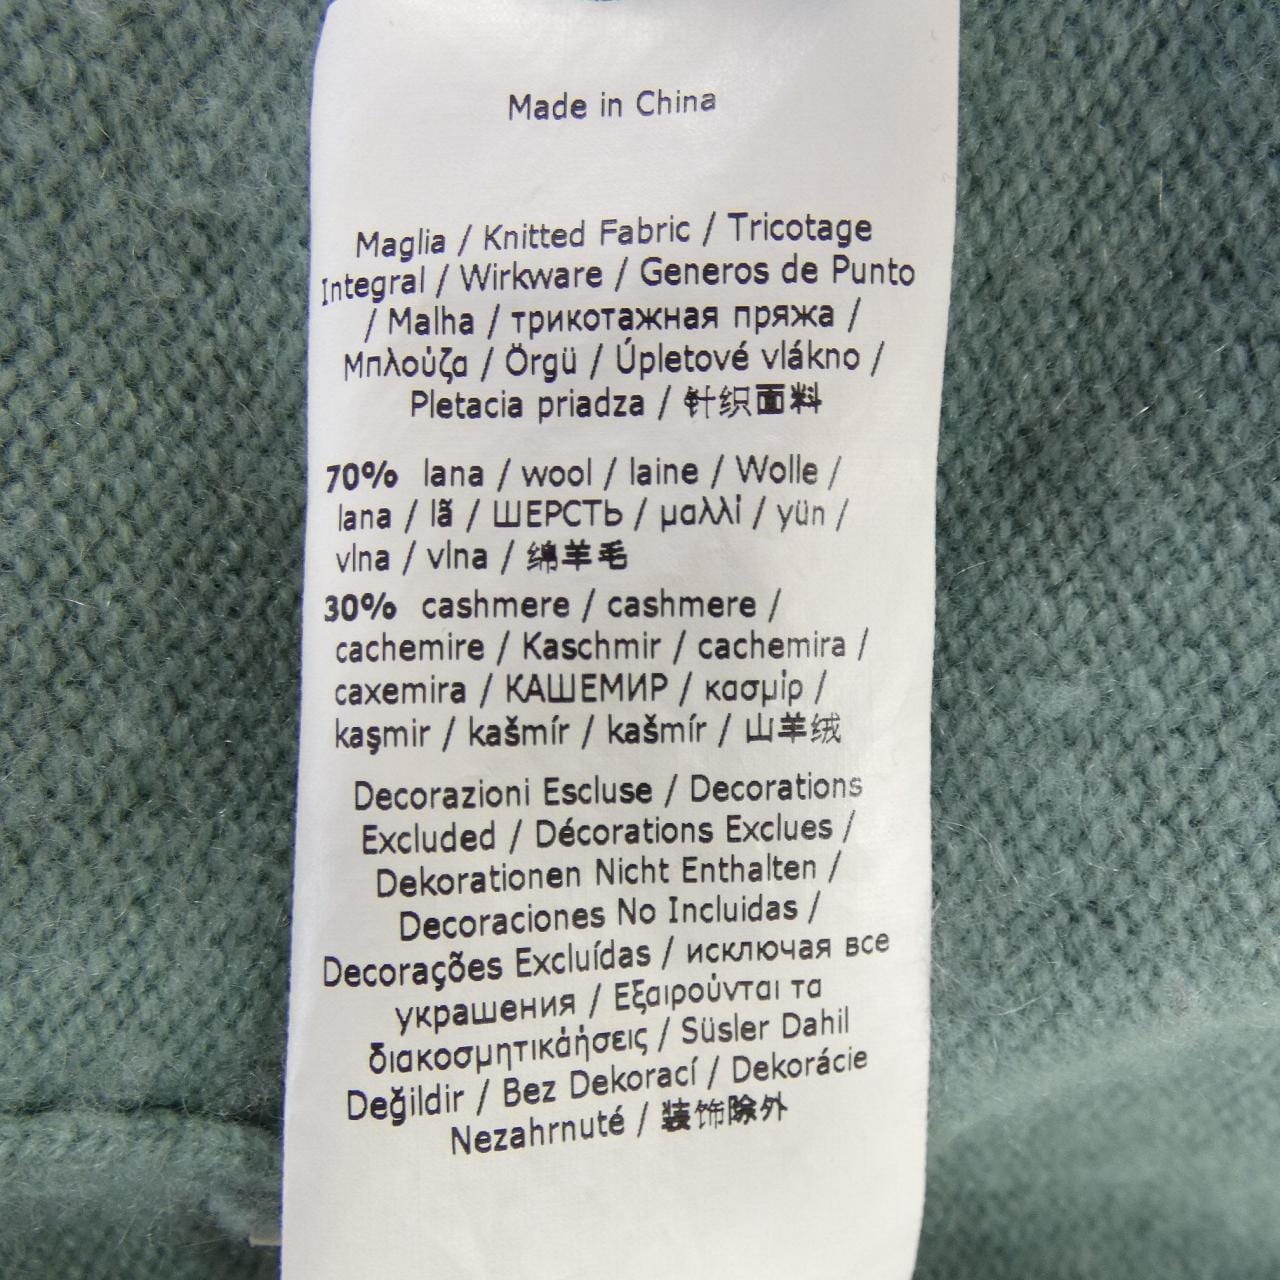 Made in China
Maglia / Knitted Fabric / Tricotage
Integral / Wirkware / Generos de Punto
/ Malha / трикотажная пряжа /
Μπλούζα / Örgü / Úpletové vlákno /
Pletacia priadza / 针织面料
70% lana / wool / laine / Wolle /
lana / lã / ШЕРСТЬ / μαλλί / yün /
vlna / vlna / 绵羊毛
30% cashmere / cashmere /
cachemire / Kaschmir / cachemira /
caxemira / КАШЕМИР / κασμίρ /
kaşmir / kašmír / kašmír / 山羊绒
Decorazioni Escluse / Decorations
Excluded / Décorations Exclues /
Dekorationen Nicht Enthalten /
Decoraciones No Incluidas /
Decorações Excluídas / исключая все
украшения / Εξαιρούνται τα
διακοσμητικάήσεις / Süsler Dahil
Değildir / Bez Dekorací / Dekorácie
Nezahrnuté / 装饰除外